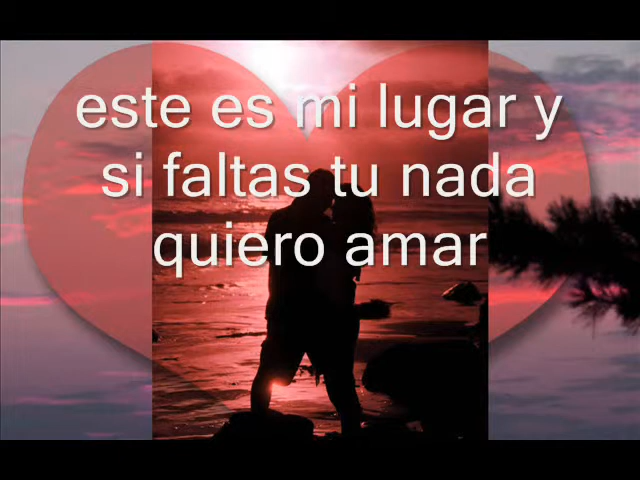 este es mi lugar y
si faltas tu nada
quiero amar